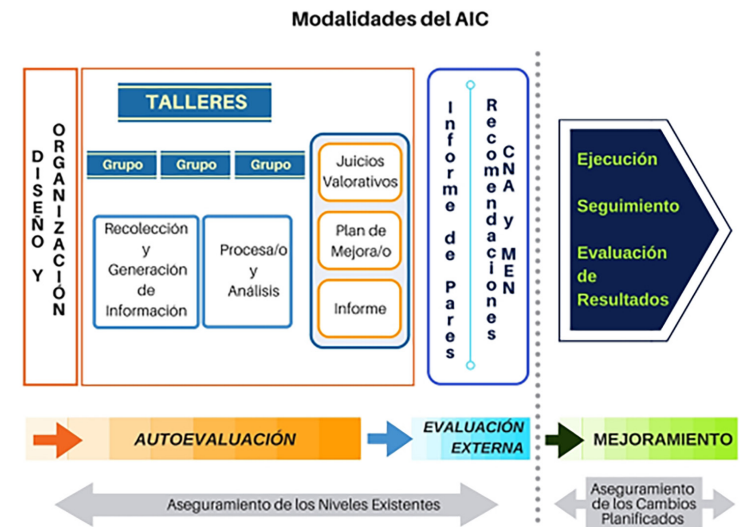 Modalidades del AIC
DISEÑO Y
ORGANIZACIÓN
TALLERES
Grupo
Grupo
Grupo
Recolección
y
Generación
de
Información
Procesa/o
y
Análisis
Juicios
Valorativos
Plan de
Mejora/o
Informe
Informe de Pares
Recomendaciones
CNA y MEN
Ejecución
Seguimiento
Evaluación
de
Resultados
AUTOEVALUACIÓN
EVALUACIÓN
EXTERNA
MEJORAMIENTO
Aseguramiento de los Niveles Existentes
Aseguramiento
de los Cambios
Planificados